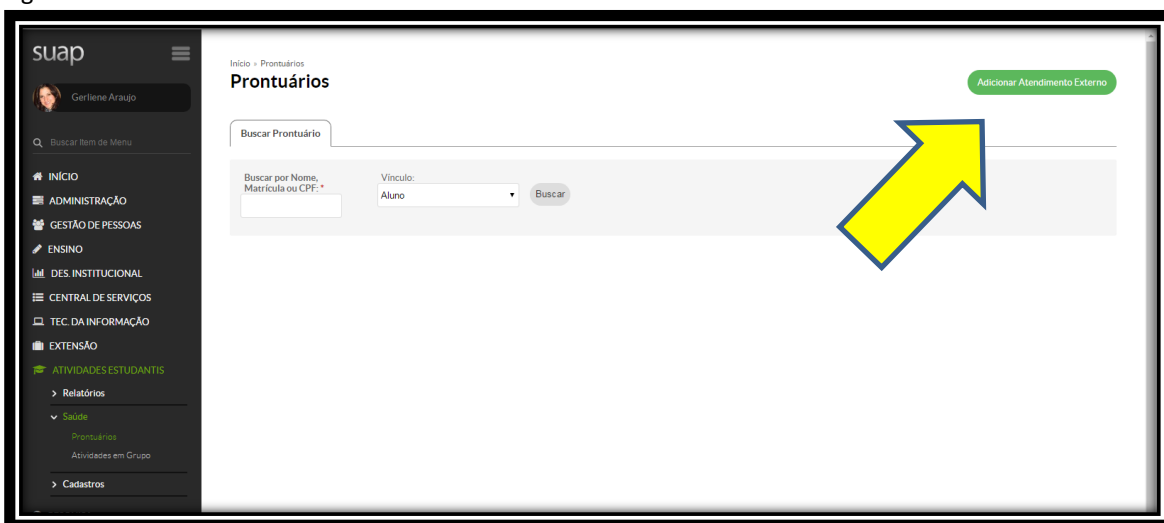 suap
Gerliene Araujo
Buscar Item de Menu
INÍCIO
ADMINISTRAÇÃO
GESTÃO DE PESSOAS
ENSINO
DES. INSTITUCIONAL
CENTRAL DE SERVIÇOS
TEC. DA INFORMAÇÃO
EXTENSÃO
ATIVIDADES ESTUDANTIS
Relatórios
Saúde
Prontuários
Atividades em Grupo
Cadastros
Início » Prontuários
Prontuários
Adicionar Atendimento Externo
Buscar Prontuário
Buscar por Nome,
Matrícula ou CPF: *
Vínculo:
Aluno
Buscar